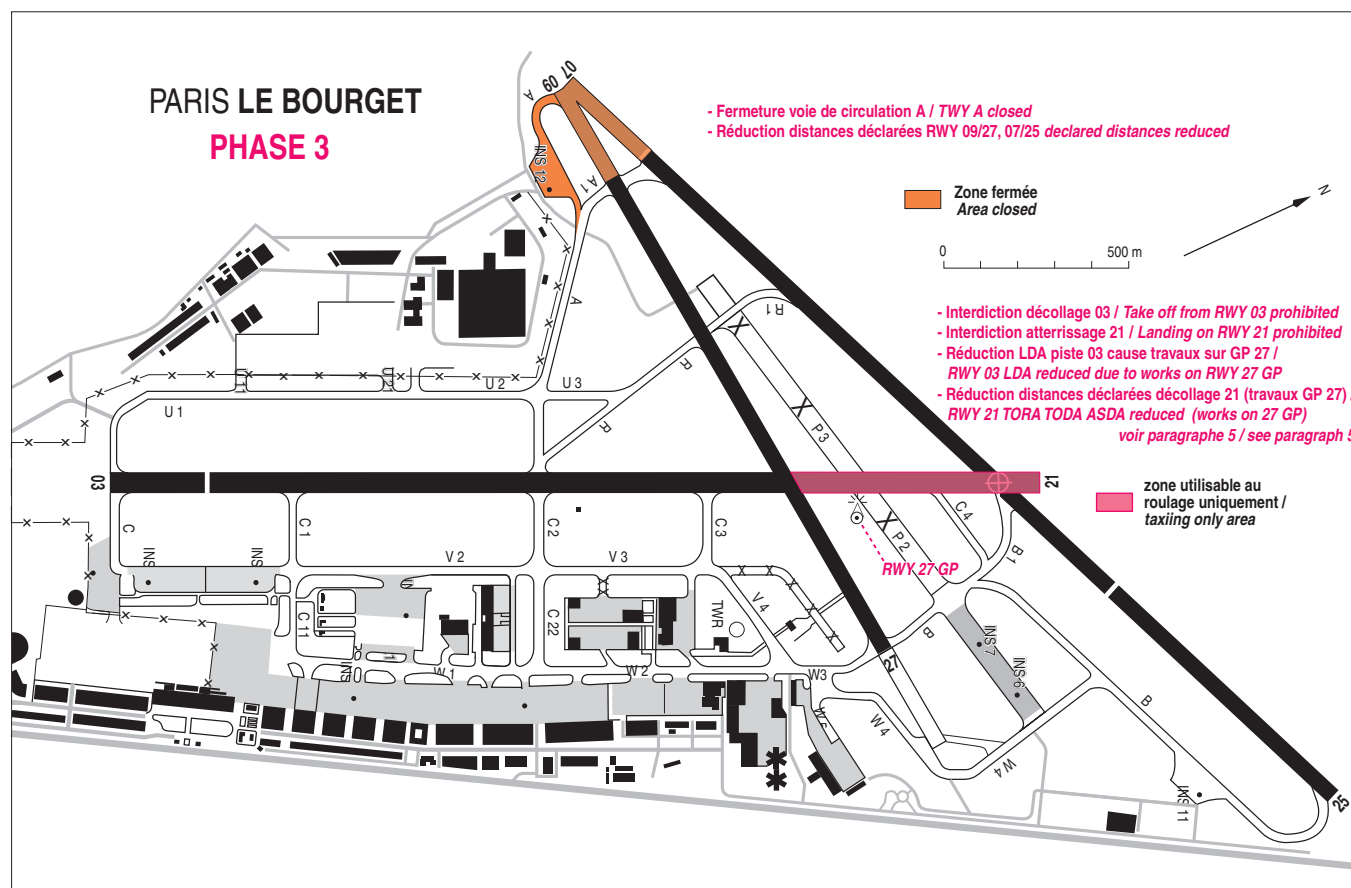 PARIS LE BOURGET
PHASE 3
- Fermeture voie de circulation A / TWY A closed
- Réduction distances déclarées RWY 09/27, 07/25 declared distances reduced
Zone fermée
Area closed
N
0 500 m
- Interdiction décollage 03 / Take off from RWY 03 prohibited
- Interdiction atterrissage 21 / Landing on RWY 21 prohibited
- Réduction LDA piste 03 cause travaux sur GP 27 /
RWY 03 LDA reduced due to works on RWY 27 GP
- Réduction distances déclarées décollage 21 (travaux GP 27)
RWY 21 TORA TODA ASDA reduced (works on 27 GP)
voir paragraphe 5 / see paragraph 5
zone utilisable au
roulage uniquement /
taxiing only area
09
07
A
INS 12
A 1
A
R1
R
R
U 2
U 3
U 1
P 3
03
21
C
C 1
C 2
C 3
C 4
P 2
B1
INS
INS
V 2
V 3
RWY 27 GP
C 11
C 22
TWR
V 4
B
INS 7
INS 6
27
INS
W 1
W 2
W3
W 4
W 4
B
INS 11
25